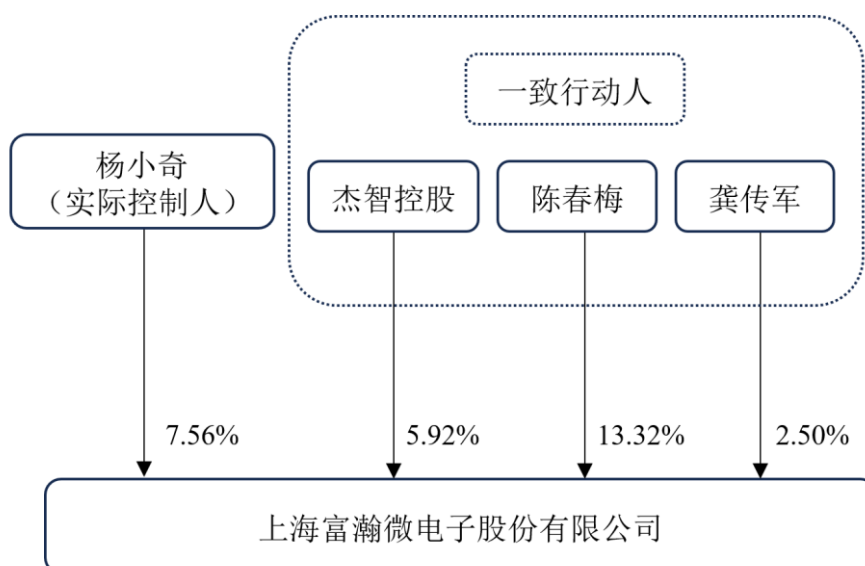 一致行动人
杨小奇
（实际控制人）
杰智控股
陈春梅
龚传军
7.56%
5.92%
13.32%
2.50%
上海富瀚微电子股份有限公司